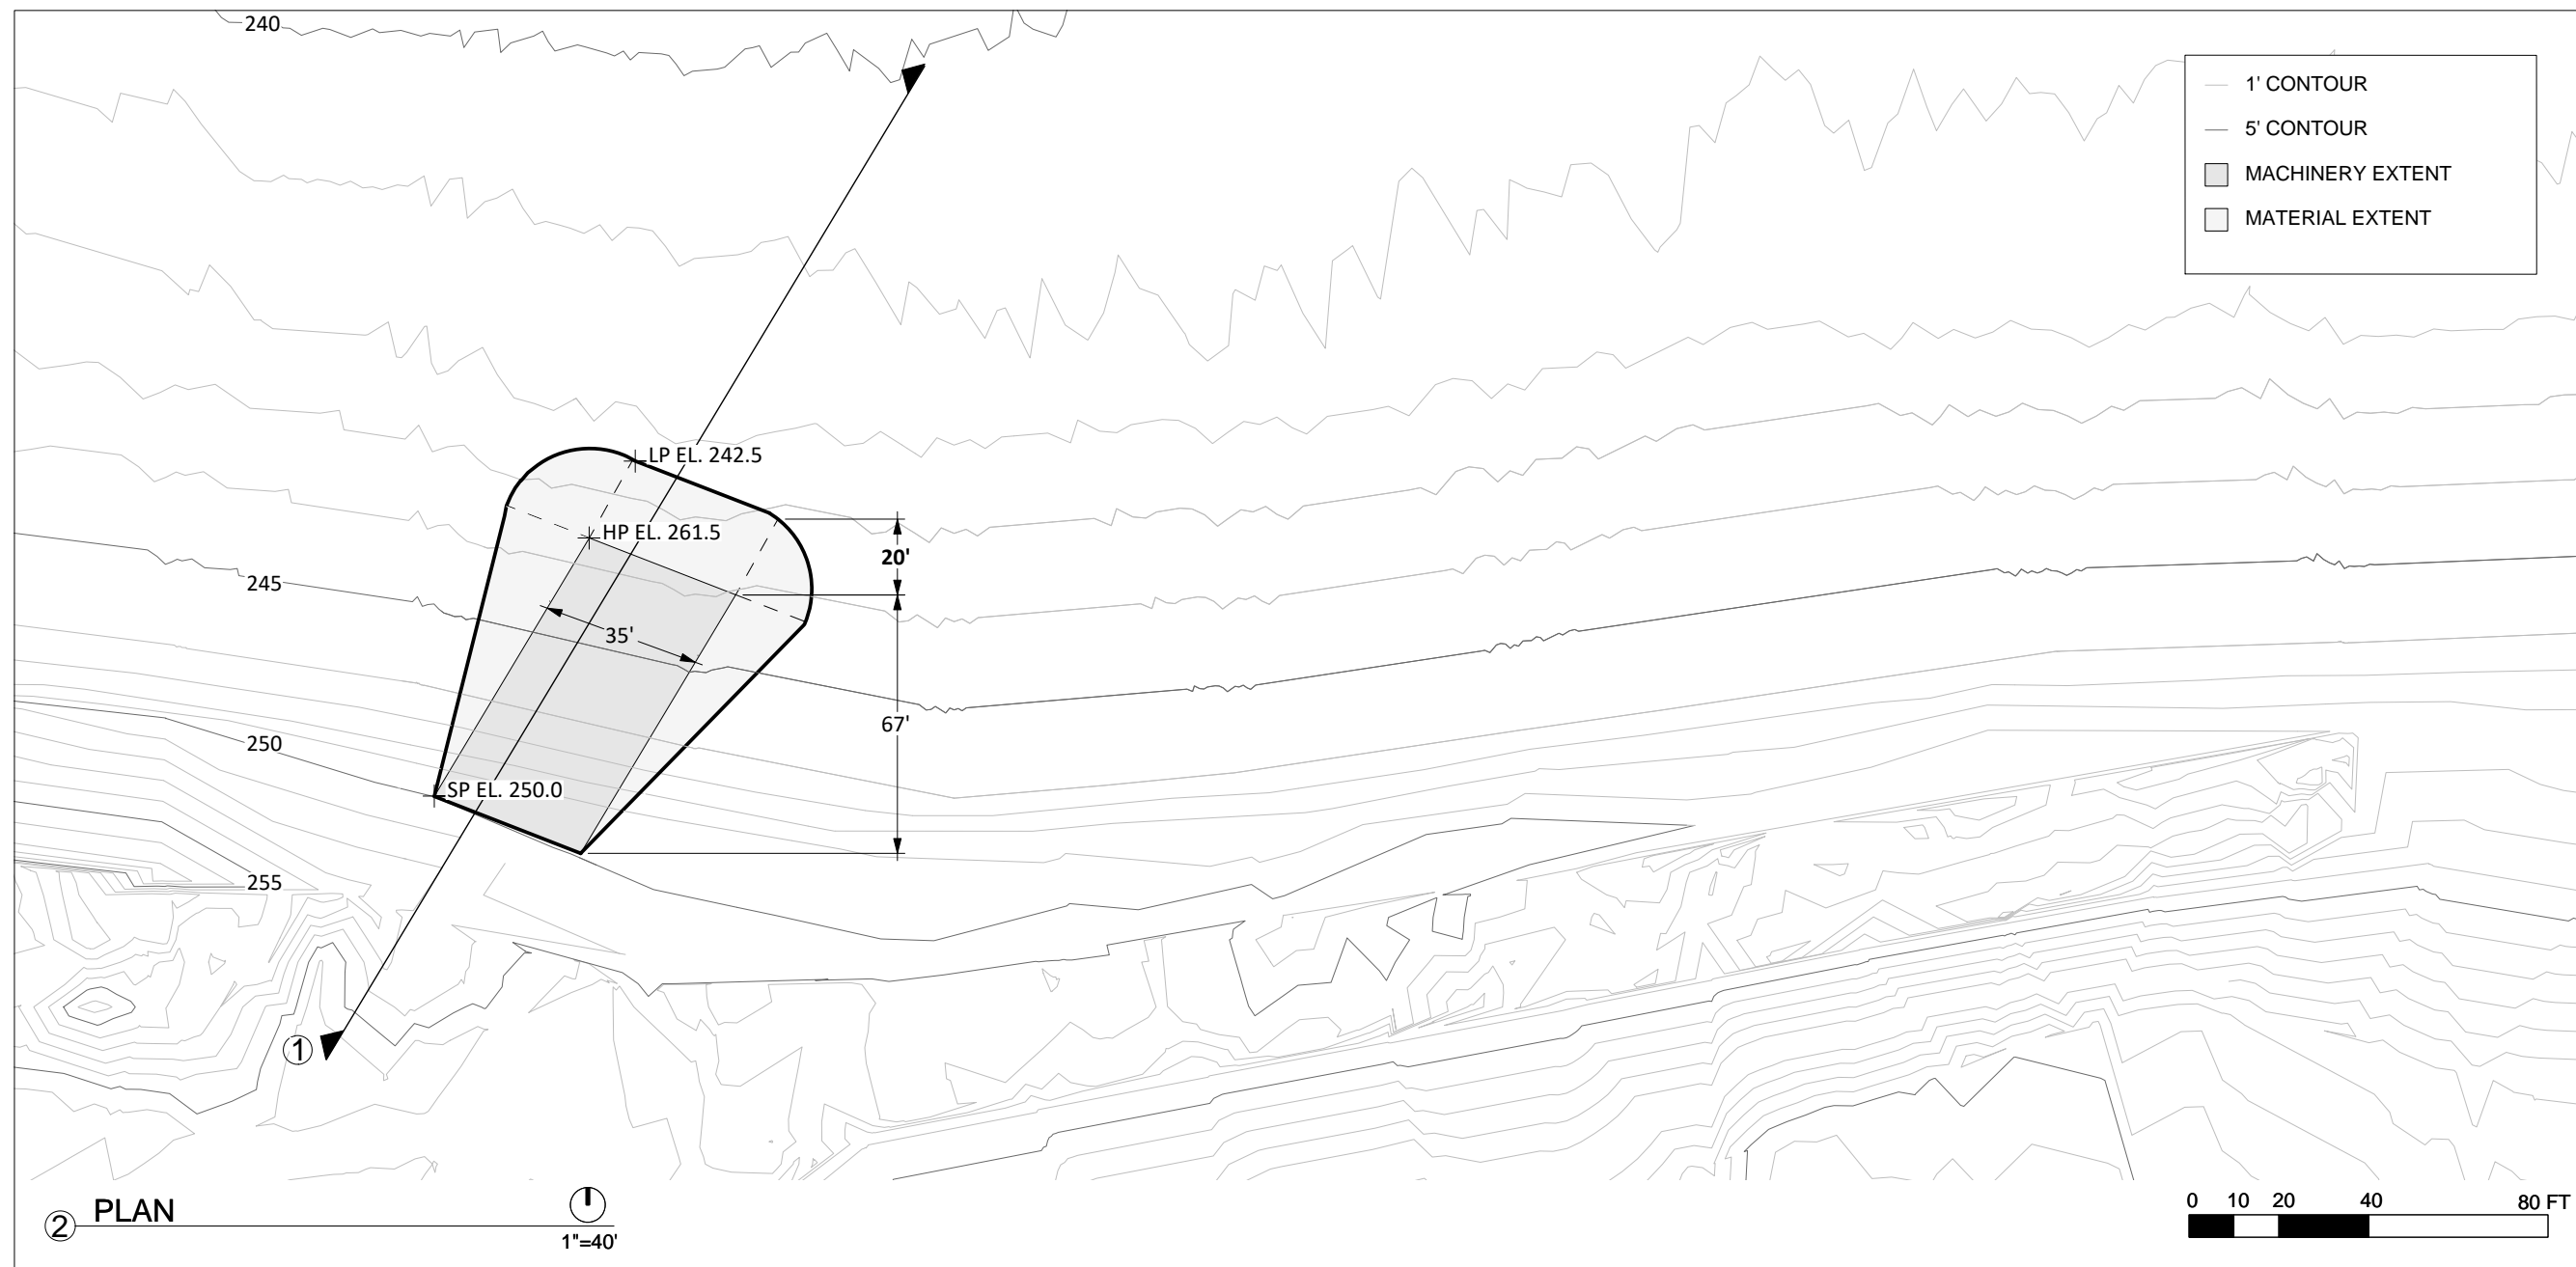 240
1' CONTOUR
5' CONTOUR
MACHINERY EXTENT
MATERIAL EXTENT
LP EL. 242.5
HP EL. 261.5
20'
245
35'
67'
250
SP EL. 250.0
255
1
2 PLAN
1"=40'
0 10 20 40 80 FT